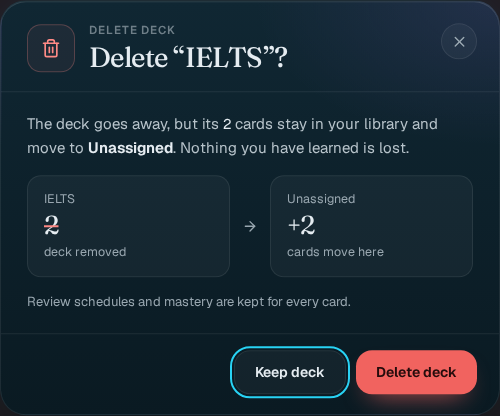 DELETE DECK
Delete “IELTS”?
The deck goes away, but its 2 cards stay in your library and
move to Unassigned. Nothing you have learned is lost.
IELTS
2
deck removed
→
Unassigned
+2
cards move here
Review schedules and mastery are kept for every card.
Keep deck
Delete deck